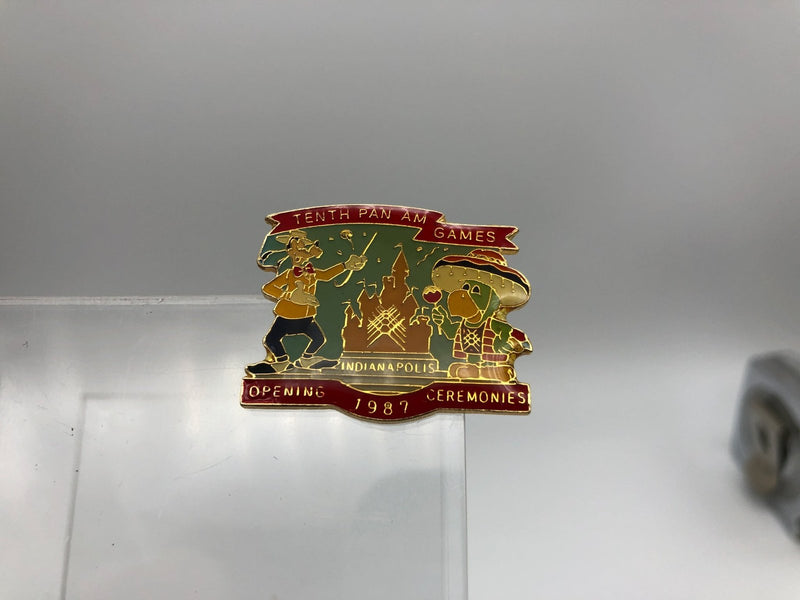 TENTH PAN AM
GAMES
INDIANAPOLIS
OPENING 1987 CEREMONIES